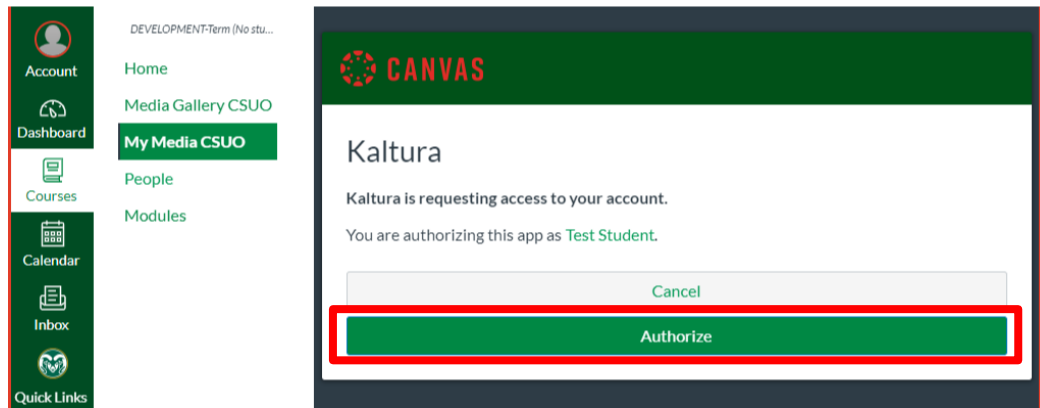 Account
Dashboard
Courses
Calendar
Inbox
Quick Links
DEVELOPMENT-Term (No stu...
Home
Media Gallery CSUO
My Media CSUO
People
Modules
CANVAS
Kaltura
Kaltura is requesting access to your account.
You are authorizing this app as Test Student.
Cancel
Authorize